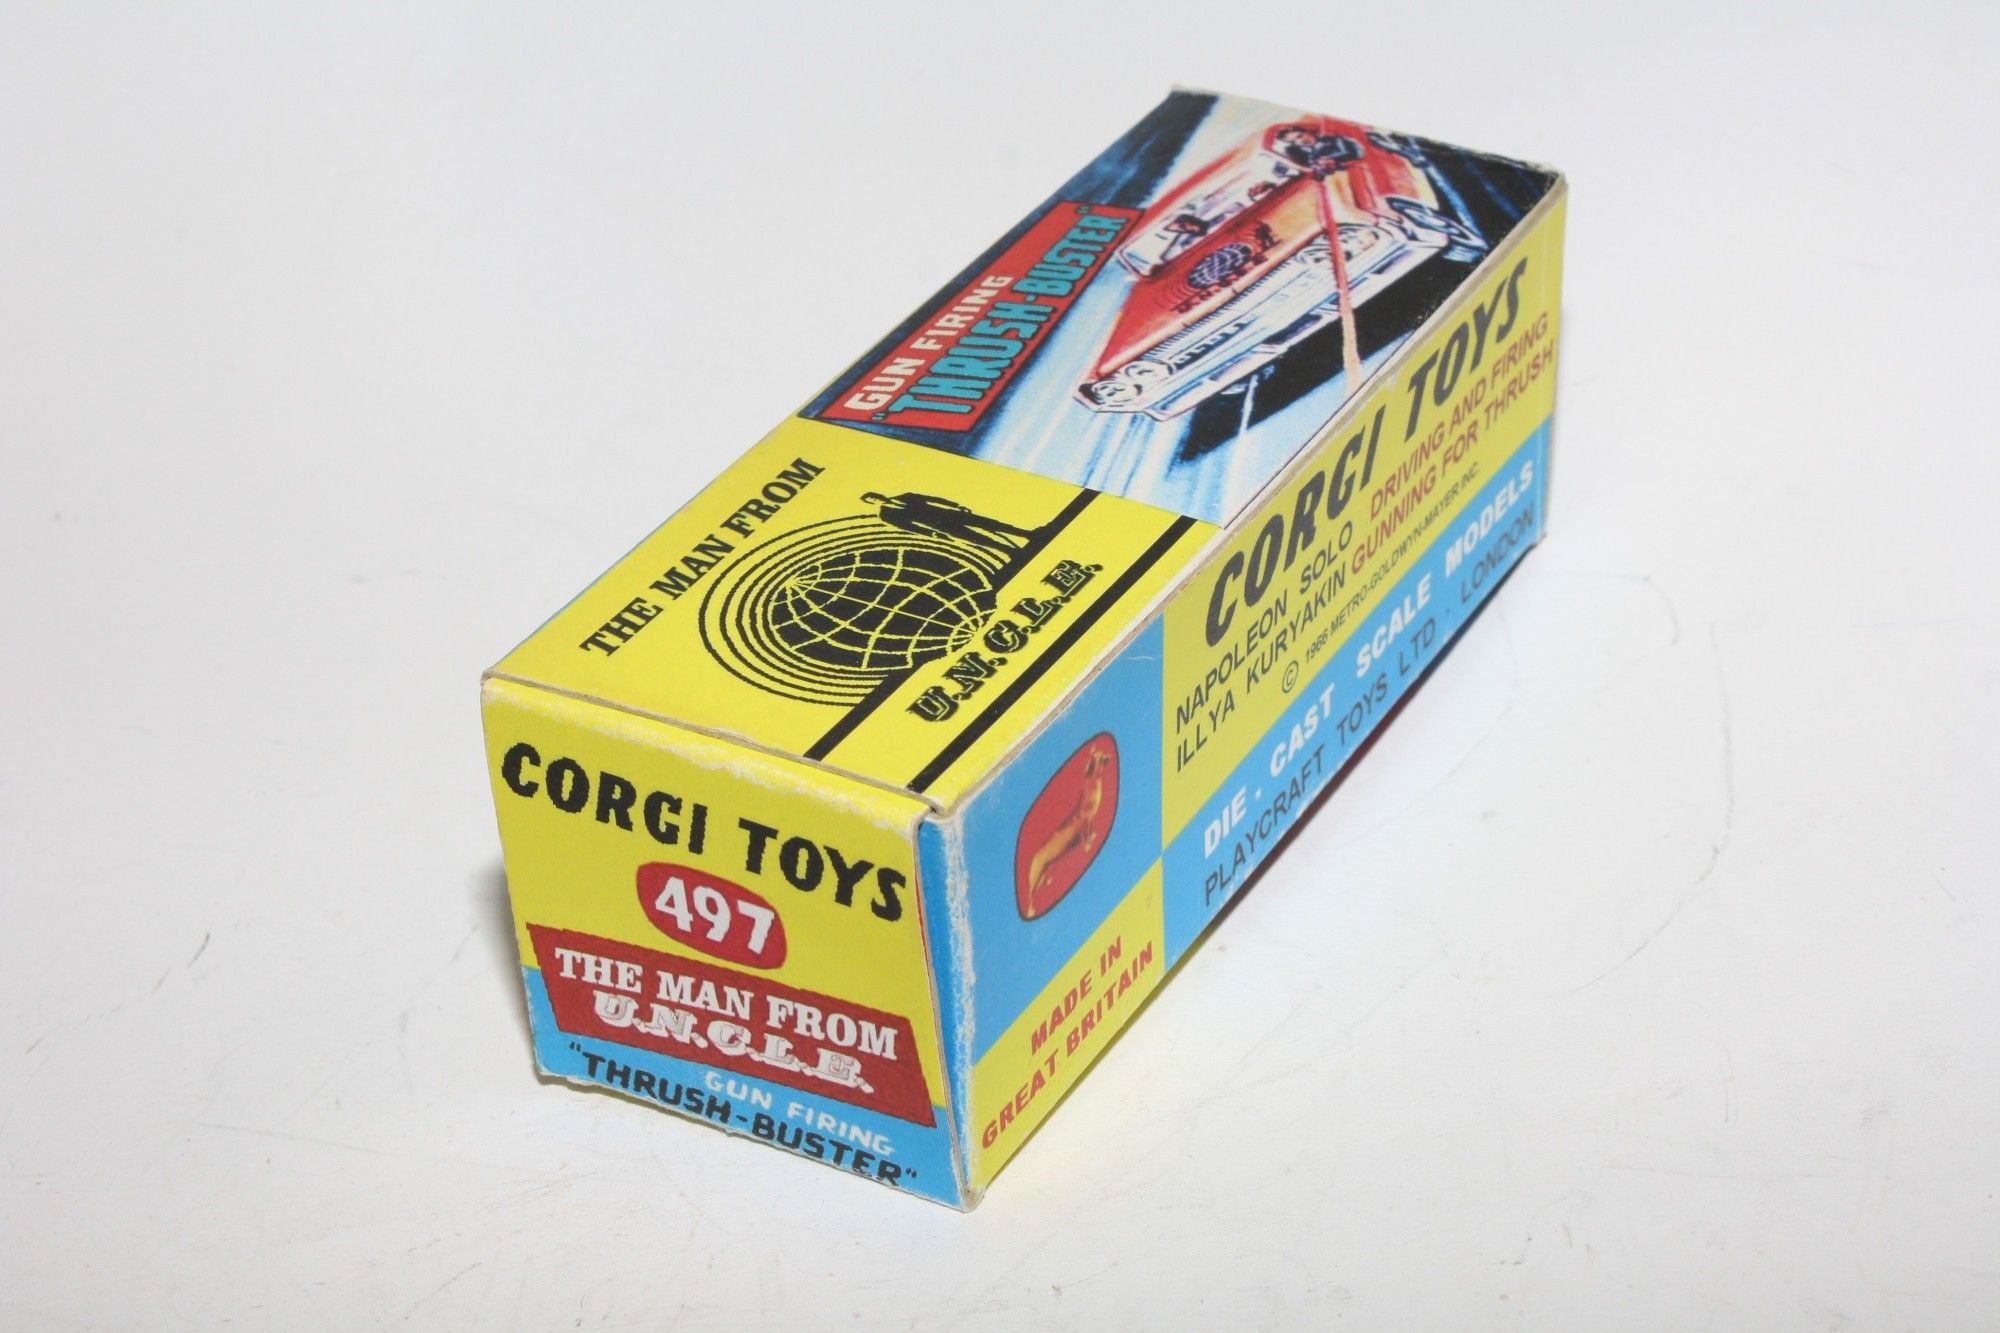 GUN FIRING
"THRUSH-BUSTER"
THE MAN FROM
U.N.C.L.E.
CORGI TOYS
497
THE MAN FROM
U.N.C.L.E.
GUN FIRING
"THRUSH-BUSTER"
CORGI TOYS
NAPOLEON SOLO DRIVING AND FIRING
ILLYA KURYAKIN GUNNING FOR THRUSH
© 1966 METRO-GOLDWYN-MAYER INC.
DIE · CAST SCALE MODELS
PLAYCRAFT TOYS LTD · LONDON
MADE IN
GREAT BRITAIN